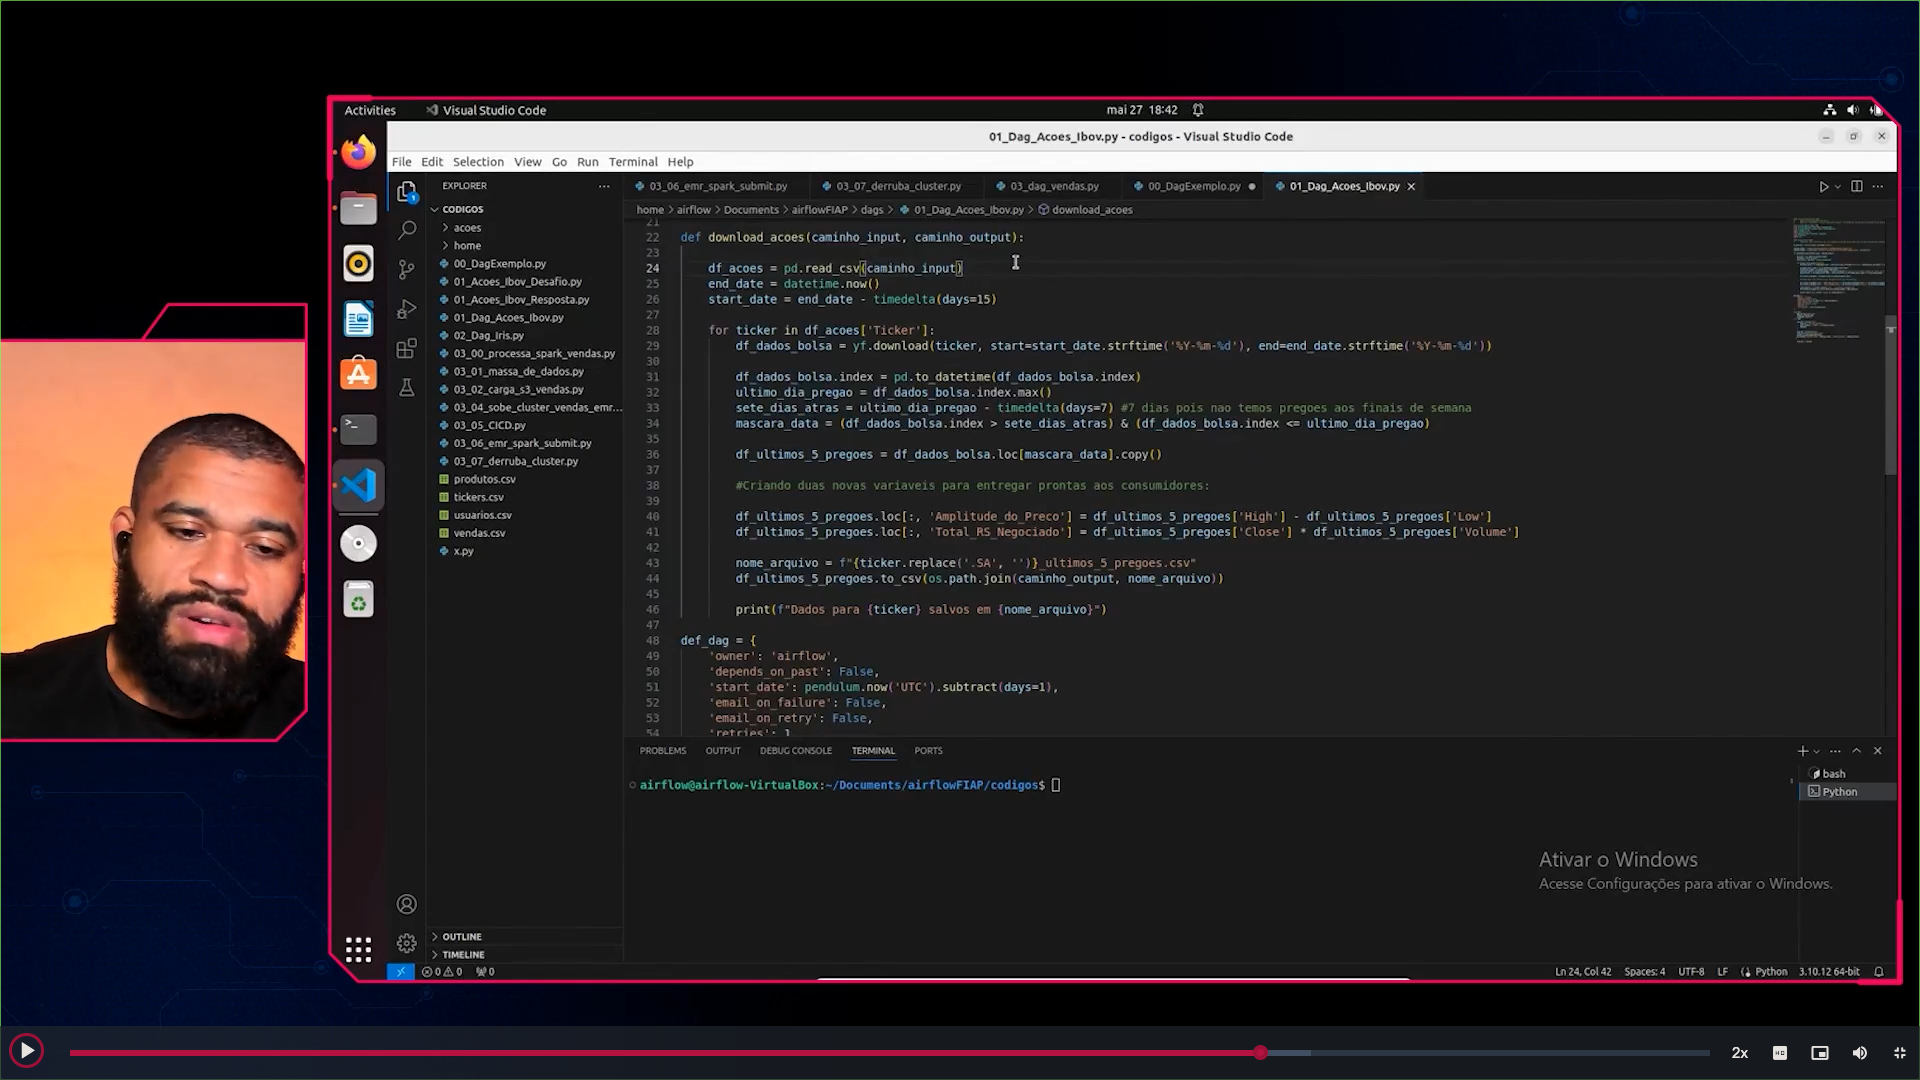 Activities
Visual Studio Code
mai 27 18:42
01_Dag_Acoes_Ibov.py - codigos - Visual Studio Code
File Edit Selection View Go Run Terminal Help
EXPLORER
03_06_emr_spark_submit.py
03_07_derruba_cluster.py
03_dag_vendas.py
00_DagExemplo.py
01_Dag_Acoes_Ibov.py
home > airflow > Documents > airflowFIAP > dags > 01_Dag_Acoes_Ibov.py > download_acoes
CODIGOS
acoes
home
00_DagExemplo.py
01_Acoes_Ibov_Desafio.py
01_Acoes_Ibov_Resposta.py
01_Dag_Acoes_Ibov.py
02_Dag_Iris.py
03_00_processa_spark_vendas.py
03_01_massa_de_dados.py
03_02_carga_s3_vendas.py
03_04_sobe_cluster_vendas_emr...
03_05_CICD.py
03_06_emr_spark_submit.py
03_07_derruba_cluster.py
produtos.csv
tickers.csv
usuarios.csv
vendas.csv
x.py
OUTLINE
TIMELINE
21
22 def download_acoes(caminho_input, caminho_output):
23
24 df_acoes = pd.read_csv(caminho_input)
25 end_date = datetime.now()
26 start_date = end_date - timedelta(days=15)
27
28 for ticker in df_acoes['Ticker']:
29 df_dados_bolsa = yf.download(ticker, start=start_date.strftime('%Y-%m-%d'), end=end_date.strftime('%Y-%m-%d'))
30
31 df_dados_bolsa.index = pd.to_datetime(df_dados_bolsa.index)
32 ultimo_dia_pregao = df_dados_bolsa.index.max()
33 sete_dias_atras = ultimo_dia_pregao - timedelta(days=7) #7 dias pois nao temos pregoes aos finais de semana
34 mascara_data = (df_dados_bolsa.index > sete_dias_atras) & (df_dados_bolsa.index <= ultimo_dia_pregao)
35
36 df_ultimos_5_pregoes = df_dados_bolsa.loc[mascara_data].copy()
37
38 #Criando duas novas variaveis para entregar prontas aos consumidores:
39
40 df_ultimos_5_pregoes.loc[:, 'Amplitude_do_Preco'] = df_ultimos_5_pregoes['High'] - df_ultimos_5_pregoes['Low']
41 df_ultimos_5_pregoes.loc[:, 'Total_RS_Negociado'] = df_ultimos_5_pregoes['Close'] * df_ultimos_5_pregoes['Volume']
42
43 nome_arquivo = f"{ticker.replace('.SA', '')}_ultimos_5_pregoes.csv"
44 df_ultimos_5_pregoes.to_csv(os.path.join(caminho_output, nome_arquivo))
45
46 print(f"Dados para {ticker} salvos em {nome_arquivo}")
47
48 def_dag = {
49 'owner': 'airflow',
50 'depends_on_past': False,
51 'start_date': pendulum.now('UTC').subtract(days=1),
52 'email_on_failure': False,
53 'email_on_retry': False,
54 'retries': 1
PROBLEMS OUTPUT DEBUG CONSOLE TERMINAL PORTS
airflow@airflow-VirtualBox:~/Documents/airflowFIAP/codigos$
bash
Python
Ativar o Windows
Acesse Configurações para ativar o Windows.
0 0 0
Ln 24, Col 42 Spaces: 4 UTF-8 LF Python 3.10.12 64-bit
2x